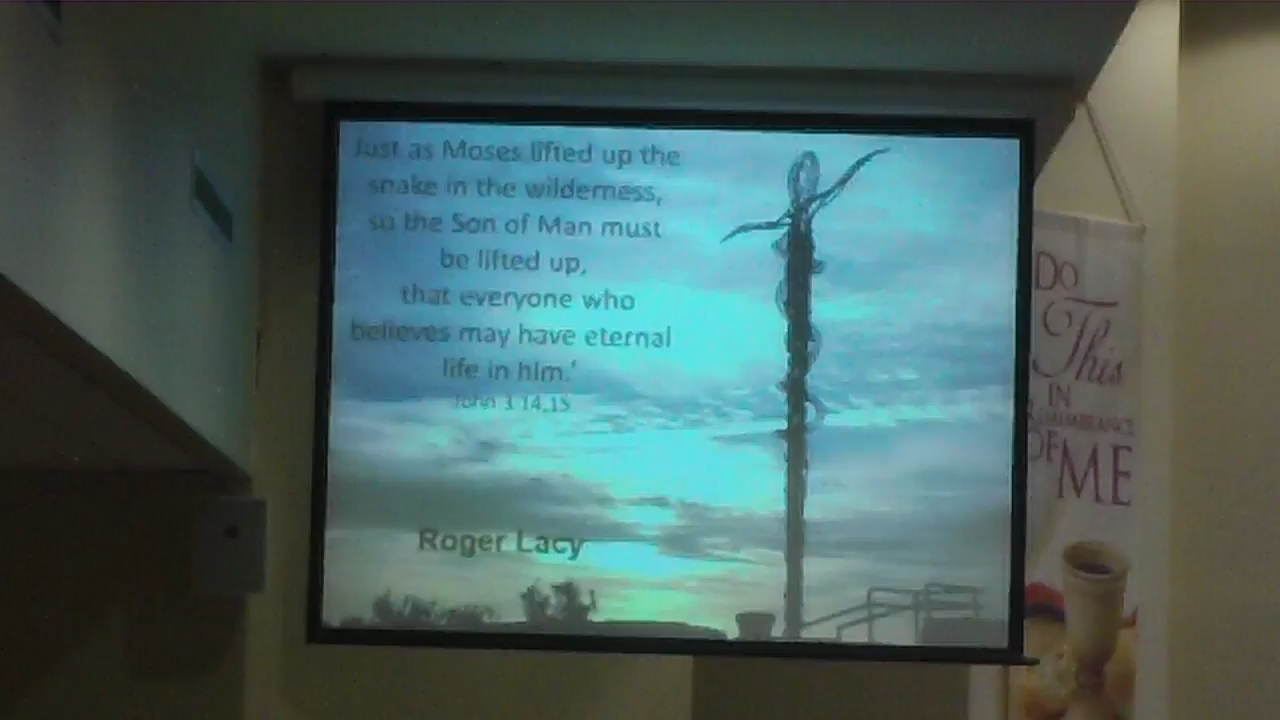 Just as Moses lifted up the
snake in the wilderness,
so the Son of Man must
be lifted up,
that everyone who
believes may have eternal
life in him.'
John 3 14,15
Roger Lacy
DO
This
IN
REMEMBRANCE
OF ME